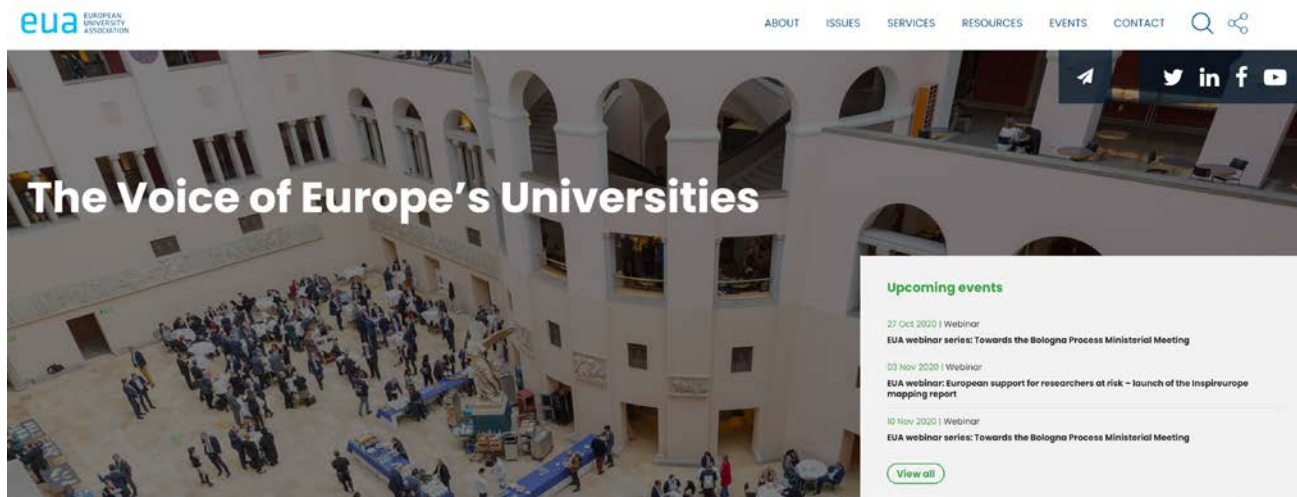 eua EUROPEAN
UNIVERSITY
ASSOCIATION
ABOUT ISSUES SERVICES RESOURCES EVENTS CONTACT
The Voice of Europe's Universities
Upcoming events
27 Oct 2020 | Webinar
EUA webinar series: Towards the Bologna Process Ministerial Meeting
03 Nov 2020 | Webinar
EUA webinar: European support for researchers at risk – launch of the Inspireurope
mapping report
10 Nov 2020 | Webinar
EUA webinar series: Towards the Bologna Process Ministerial Meeting
View all